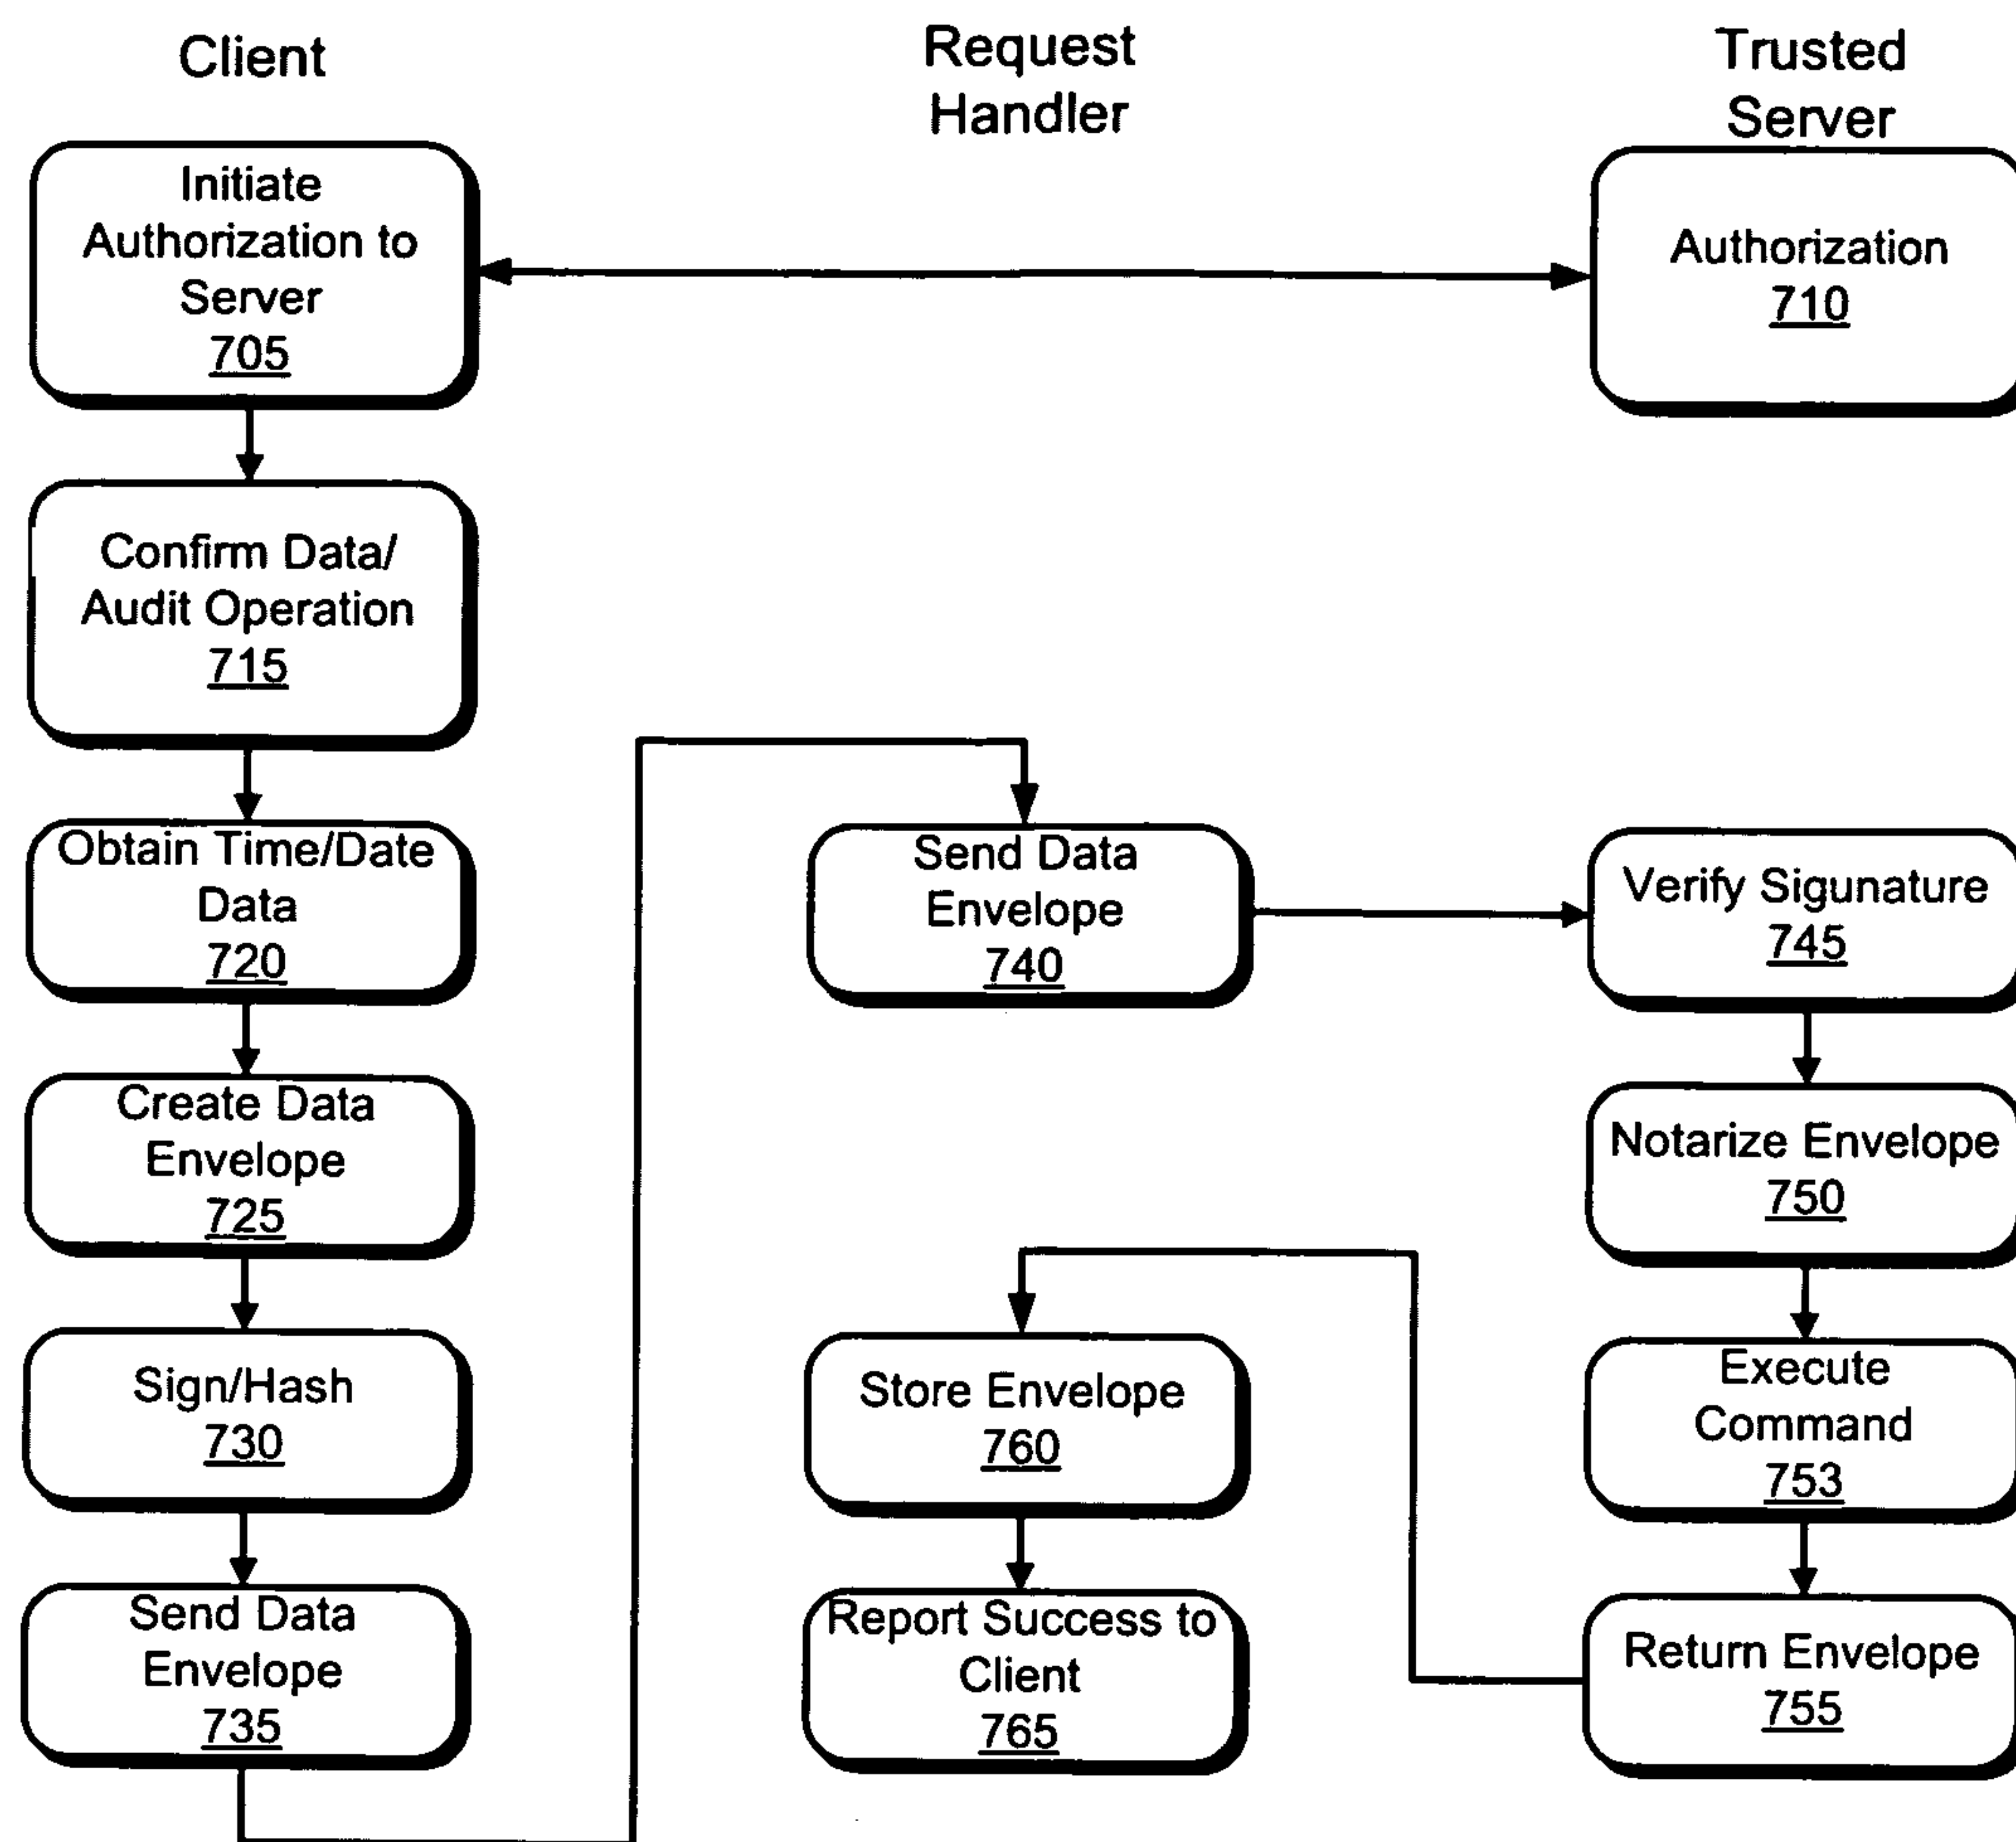 Client
Request
Handler
Trusted
Server
Initiate
Authorization to
Server
705
Authorization
710
Confirm Data/
Audit Operation
715
Obtain Time/Date
Data
720
Create Data
Envelope
725
Sign/Hash
730
Send Data
Envelope
735
Send Data
Envelope
740
Verify Sigunature
745
Notarize Envelope
750
Execute
Command
753
Return Envelope
755
Store Envelope
760
Report Success to
Client
765